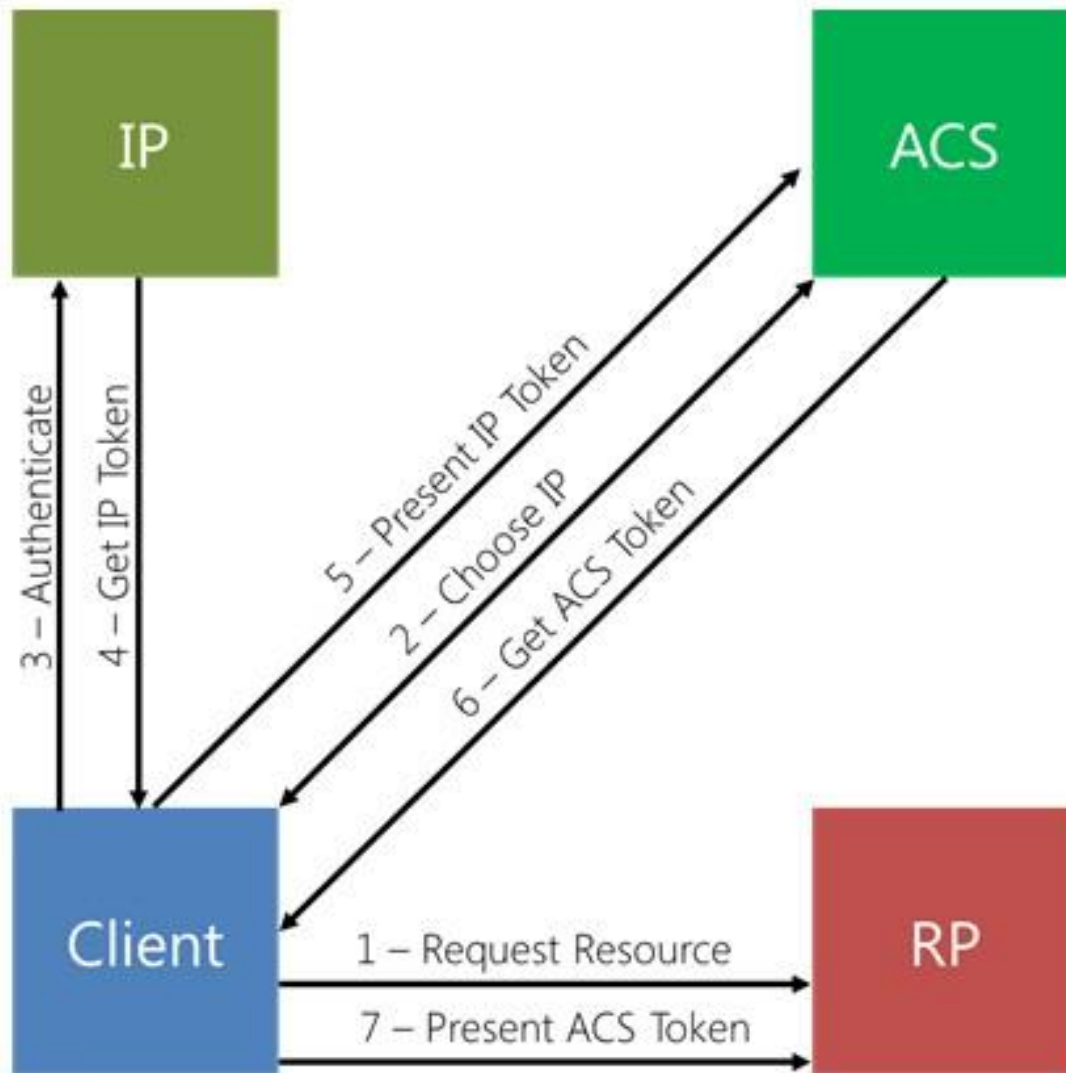 IP
ACS
3 – Authenticate
4 – Get IP Token
5 – Present IP Token
2 – Choose IP
6 – Get ACS Token
Client
1 – Request Resource
7 – Present ACS Token
RP